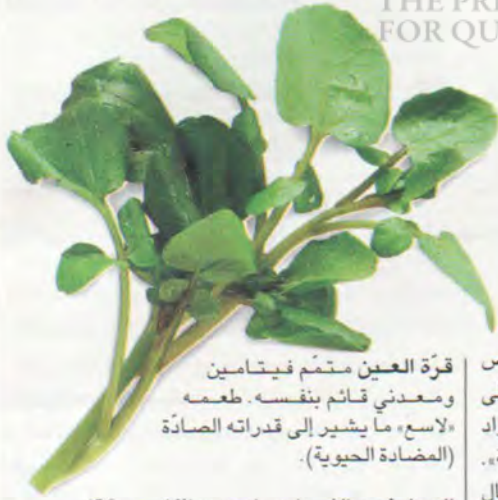 THE PR
FOR QU
قرّة العين متمّم فيتامين
ومعدني قائم بنفسه. طعمه
«لاسع» ما يشير إلى قدراته الصادّة
(المضادة الحيوية).